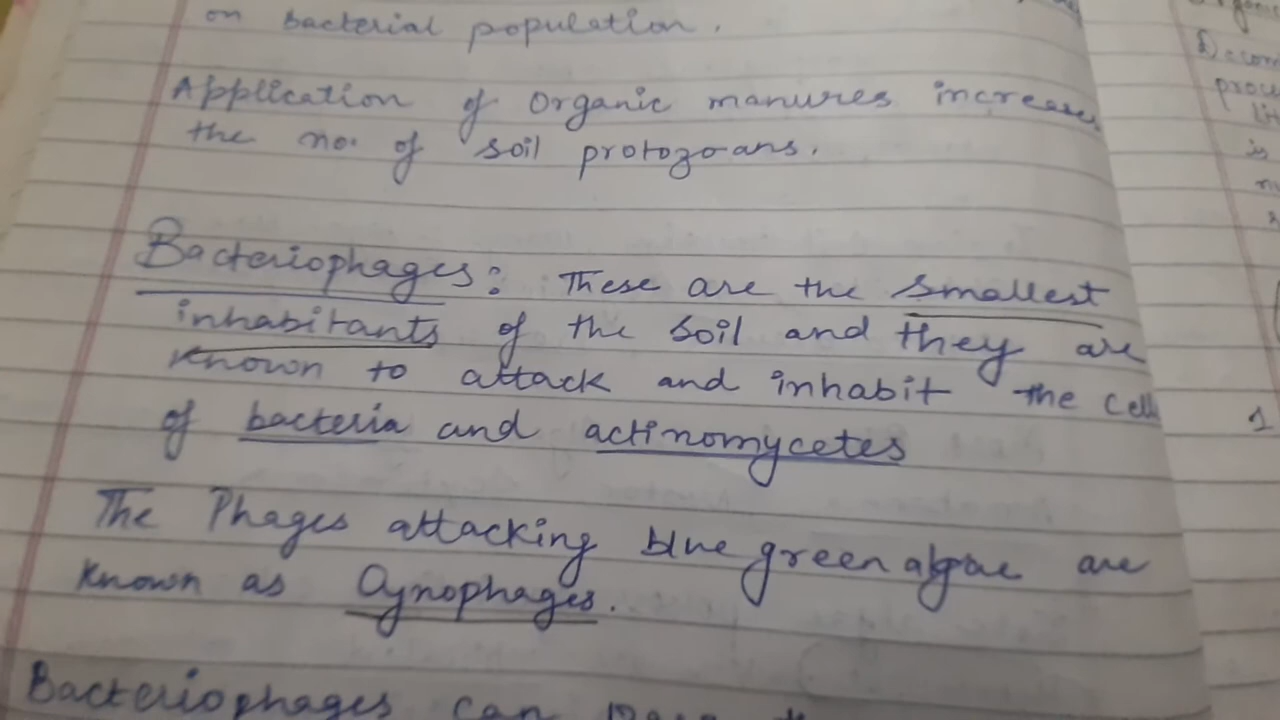 on bacterial population.
Application of Organic manures increases
the no. of soil protozoans.
Bacteriophages: These are the smallest
inhabitants of the soil and they are
known to attack and inhabit the cell
of bacteria and actinomycetes
The Phages attacking blue green algae are
known as Cynophages.
Bacteriophages can
1